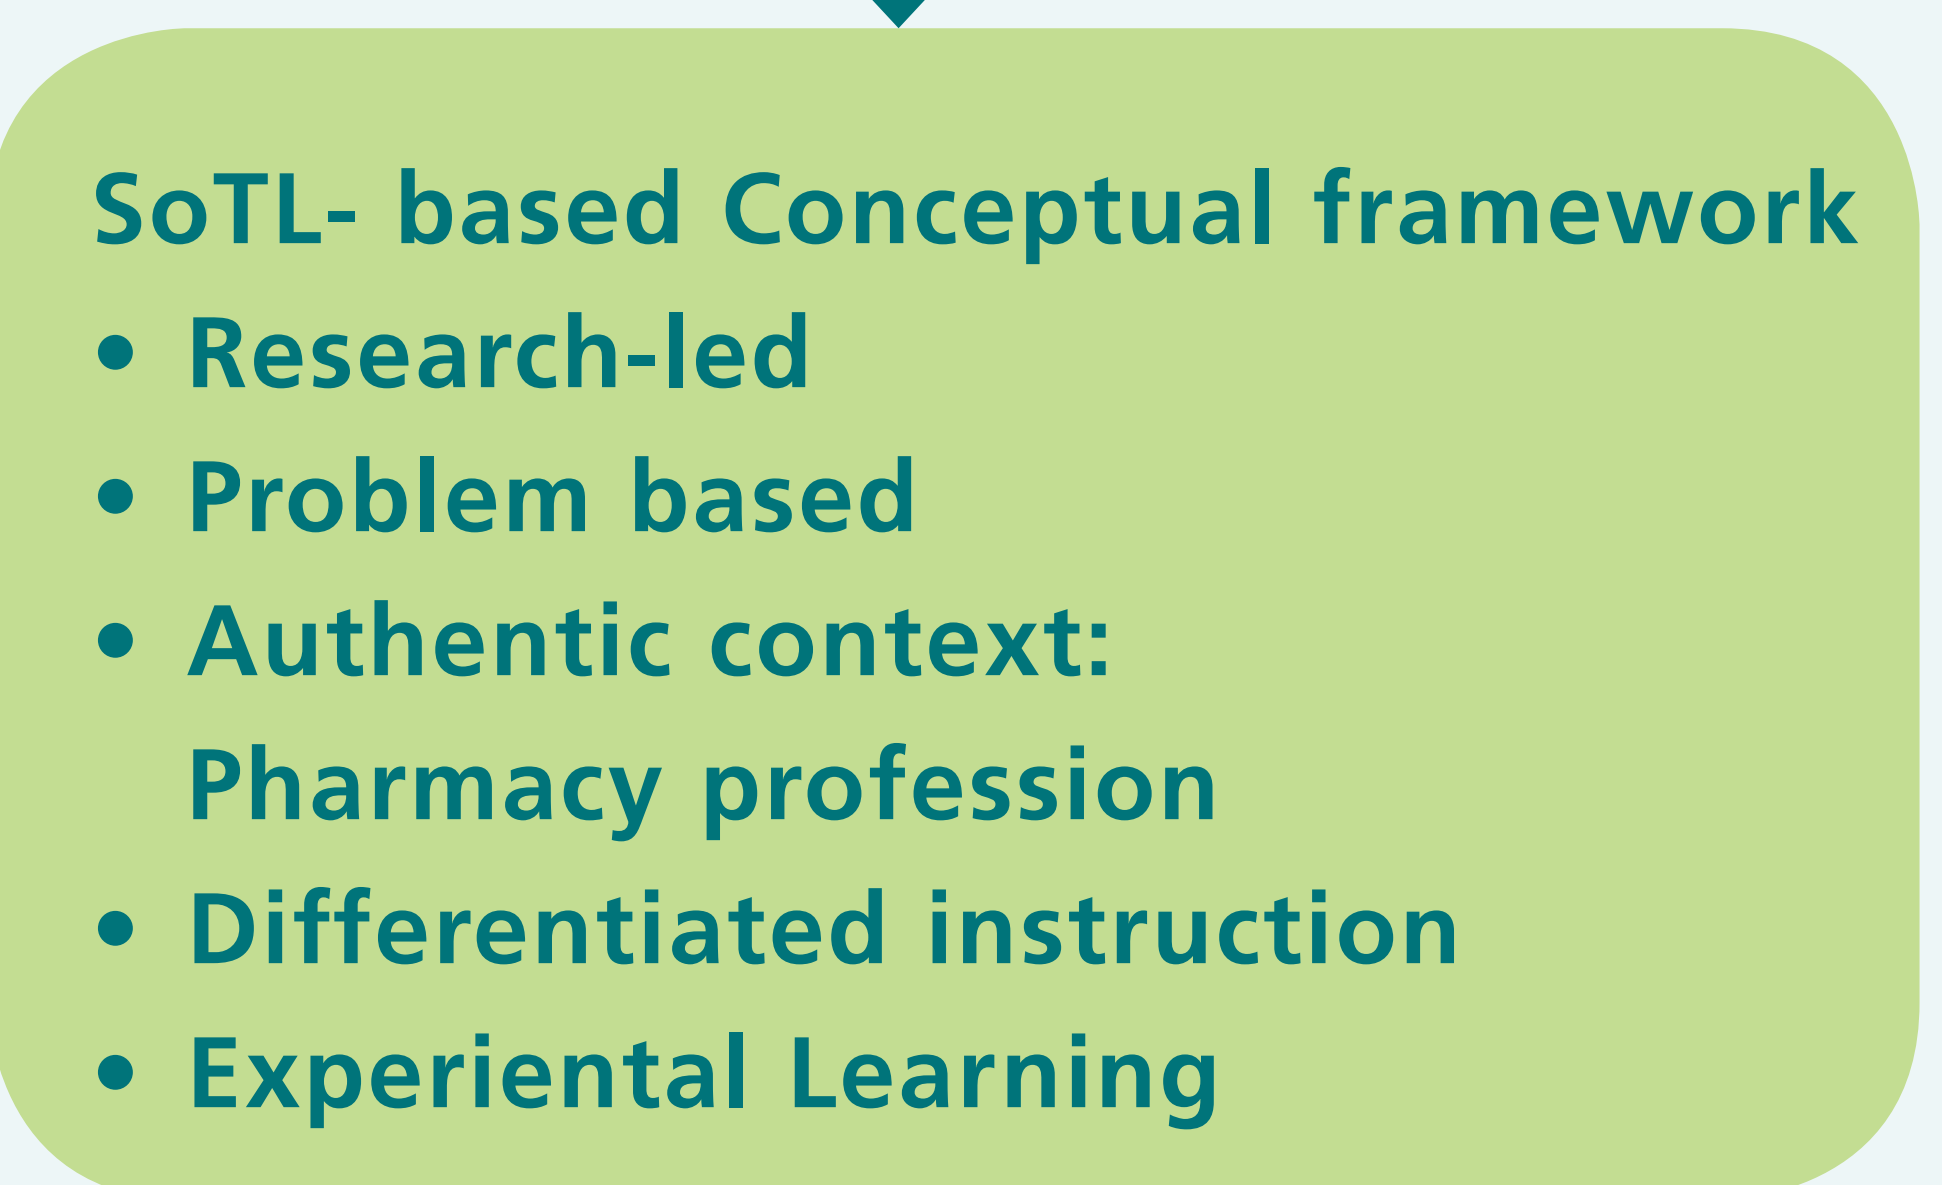 SoTL- based Conceptual framework
• Research-led
• Problem based
• Authentic context:
Pharmacy profession
• Differentiated instruction
• Experiental Learning